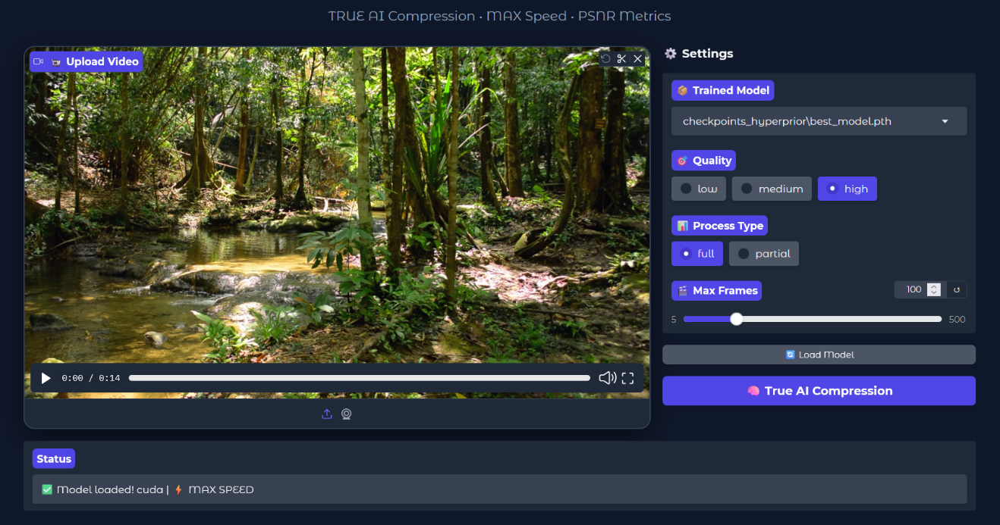 TRUE AI Compression · MAX Speed · PSNR Metrics
Upload Video
0:00 / 0:14
Settings
Trained Model
checkpoints_hyperprior\best_model.pth
Quality
low medium high
Process Type
full partial
Max Frames 100
5 500
Load Model
True AI Compression
Status
Model loaded! cuda | ⚡ MAX SPEED